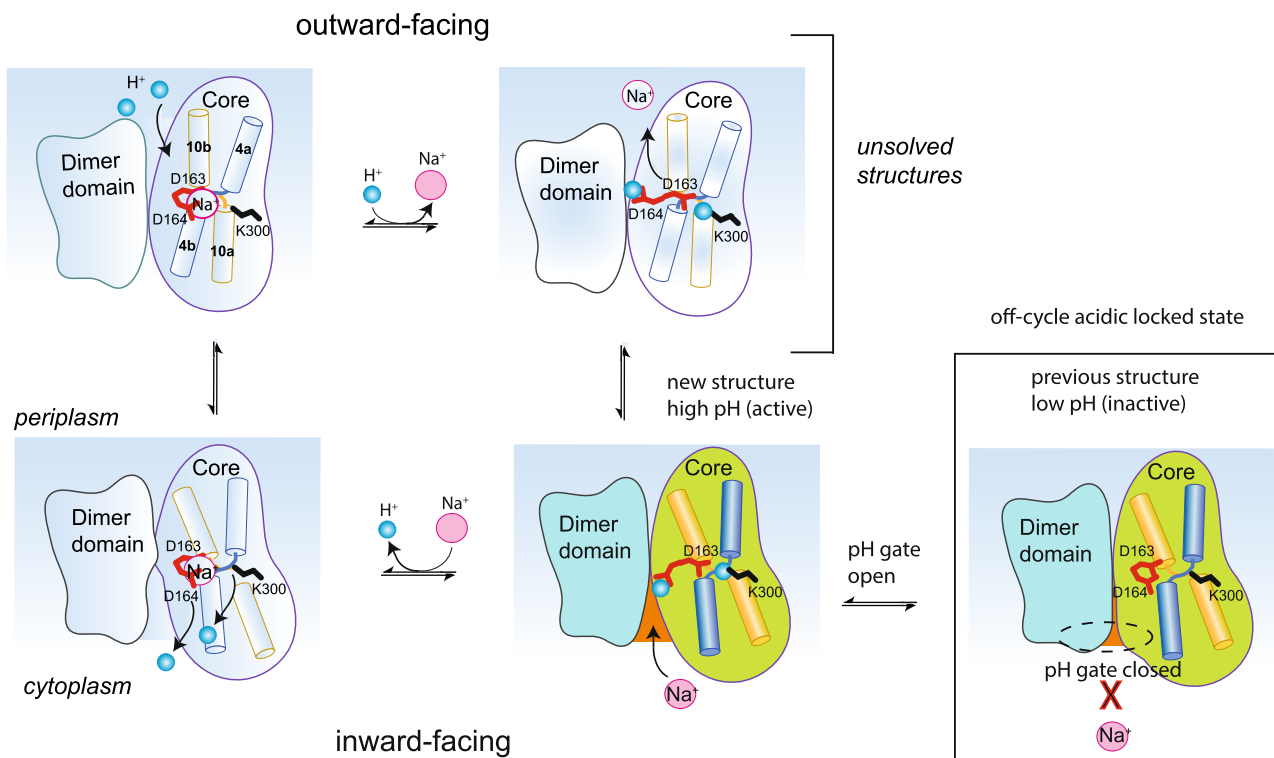 outward-facing
H⁺
Core
10b
4a
Dimer
domain
D163
Na⁺
D164
K300
4b
10a
H⁺
Na⁺
Na⁺
Core
Dimer
domain
D163
D164
K300
unsolved
structures
off-cycle acidic locked state
new structure
high pH (active)
previous structure
low pH (inactive)
periplasm
Core
Dimer
domain
D163
Na
D164
K300
cytoplasm
H⁺
Na⁺
Core
Dimer
domain
D163
K300
Na⁺
pH gate
open
Core
Dimer
domain
D163
D164
K300
pH gate closed
X
Na⁺
inward-facing